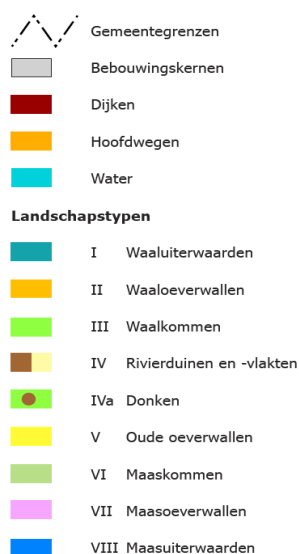 Gemeentegrenzen
Bebouwingskernen
Dijken
Hoofdwegen
Water
Landschapstypen
I Waaluiterwaarden
II Waaloeverwallen
III Waalkommen
IV Rivierduinen en -vlakten
IVa Donken
V Oude oeverwallen
VI Maaskommen
VII Maasoeverwallen
VIII Maasuiterwaarden